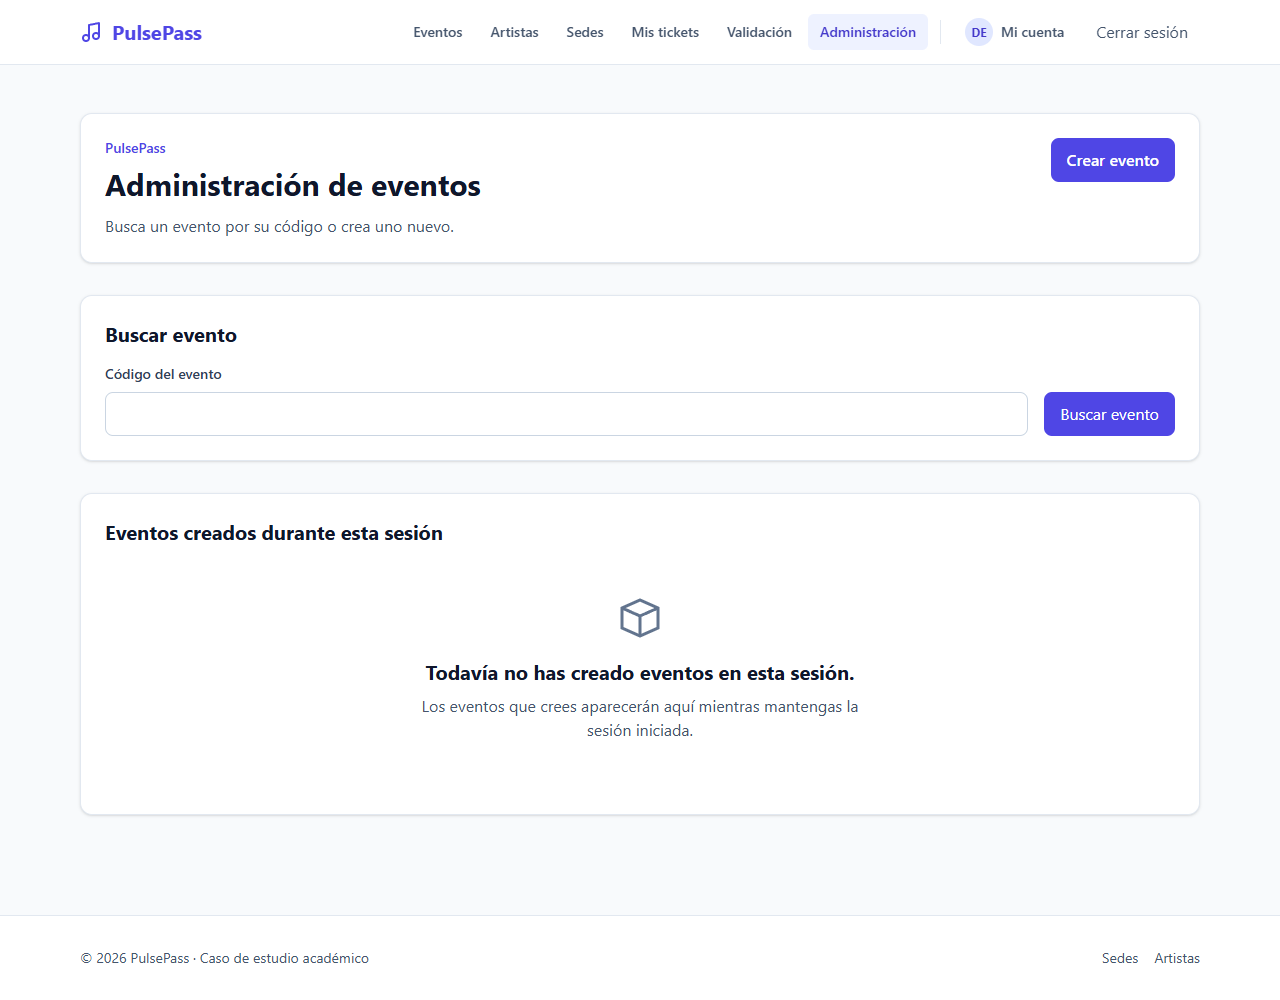 PulsePass
Eventos
Artistas
Sedes
Mis tickets
Validación
Administración
DE
Mi cuenta
Cerrar sesión
PulsePass
Administración de eventos
Busca un evento por su código o crea uno nuevo.
Crear evento
Buscar evento
Código del evento
Buscar evento
Eventos creados durante esta sesión
Todavía no has creado eventos en esta sesión.
Los eventos que crees aparecerán aquí mientras mantengas la
sesión iniciada.
© 2026 PulsePass · Caso de estudio académico
Sedes
Artistas